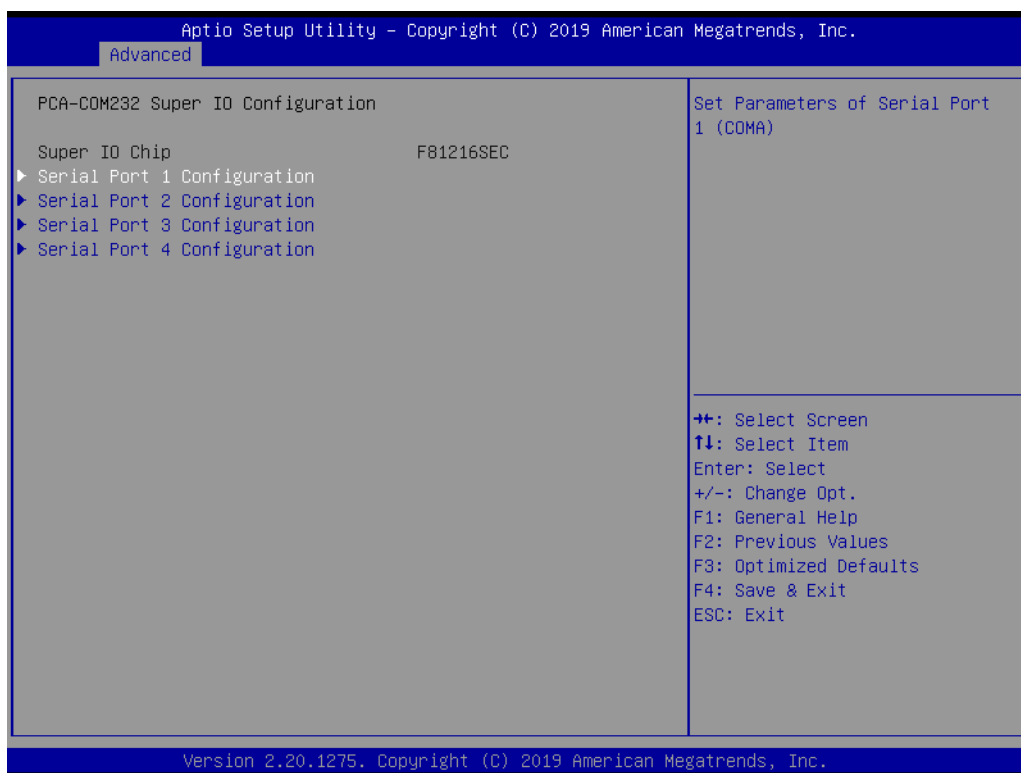 Aptio Setup Utility – Copyright (C) 2019 American Megatrends, Inc.
Advanced
PCA-COM232 Super IO Configuration
Super IO Chip F81216SEC
Serial Port 1 Configuration
Serial Port 2 Configuration
Serial Port 3 Configuration
Serial Port 4 Configuration
Set Parameters of Serial Port
1 (COMA)
→←: Select Screen
↑↓: Select Item
Enter: Select
+/-: Change Opt.
F1: General Help
F2: Previous Values
F3: Optimized Defaults
F4: Save & Exit
ESC: Exit
Version 2.20.1275. Copyright (C) 2019 American Megatrends, Inc.